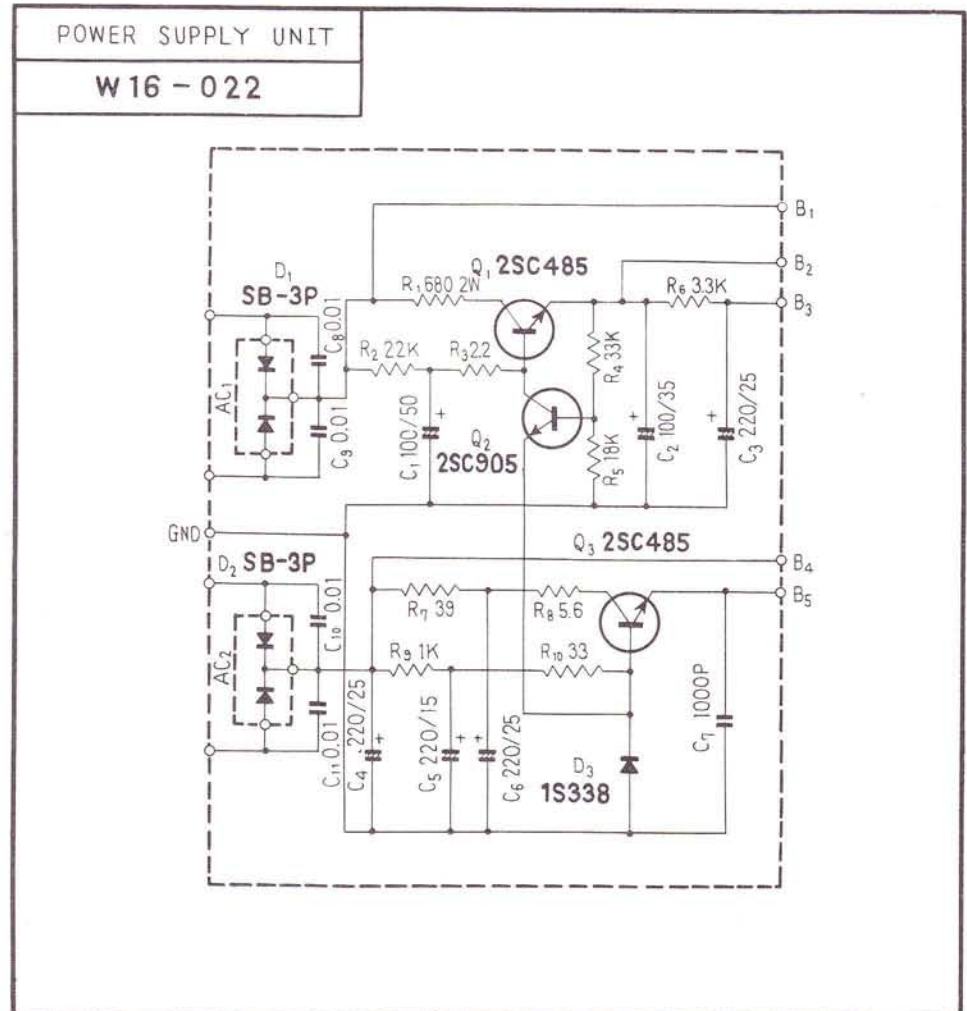 POWER SUPPLY UNIT
W16-022
B₁
Q₁ 2SC485
B₂
D₁
SB-3P
R₁ 680 2W
R₆ 3.3K
B₃
C₈ 0.01
R₂ 22K
R₃ 2.2
R₄ 33K
AC₁
C₉ 0.01
C₁ 100/50
Q₂
2SC905
R₅ 18K
C₂ 100/35
C₃ 220/25
GND
Q₃ 2SC485
D₂ SB-3P
B₄
C₁₀ 0.01
R₇ 39
R₈ 5.6
B₅
AC₂
R₉ 1K
R₁₀ 33
C₁₁ 0.01
C₄ 220/25
C₅ 220/15
C₆ 220/25
D₃
1S338
C₇ 1000P
+
+
+
+
+
+